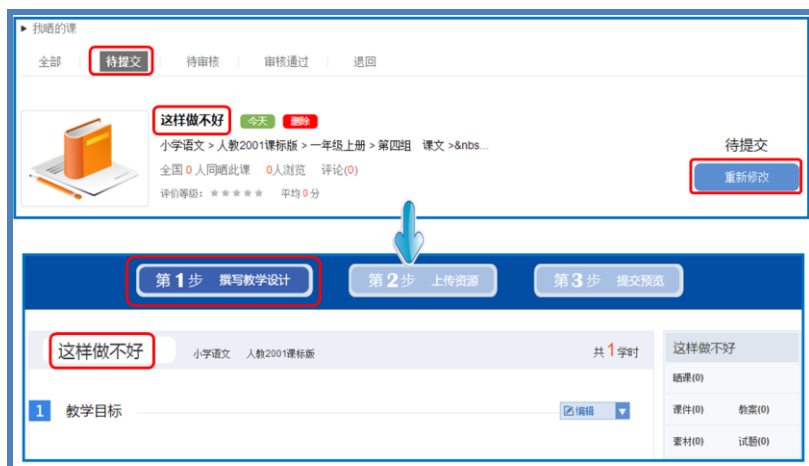 我晒的课
全部 待提交 待审核 审核通过 退回
这样做不好 今天 删除
小学语文 > 人教2001课标版 > 一年级上册 > 第四组 课文 >&nbs...
全国 0 人同晒此课 0人浏览 评论(0)
评价等级: ★★★★★ 平均 0 分
待提交
重新修改
第1步 撰写教学设计 第2步 上传资源 第3步 提交预览
这样做不好 小学语文 人教2001课标版 共1学时
1 教学目标 编辑
这样做不好
晒课(0)
课件(0) 教案(0)
素材(0) 试题(0)